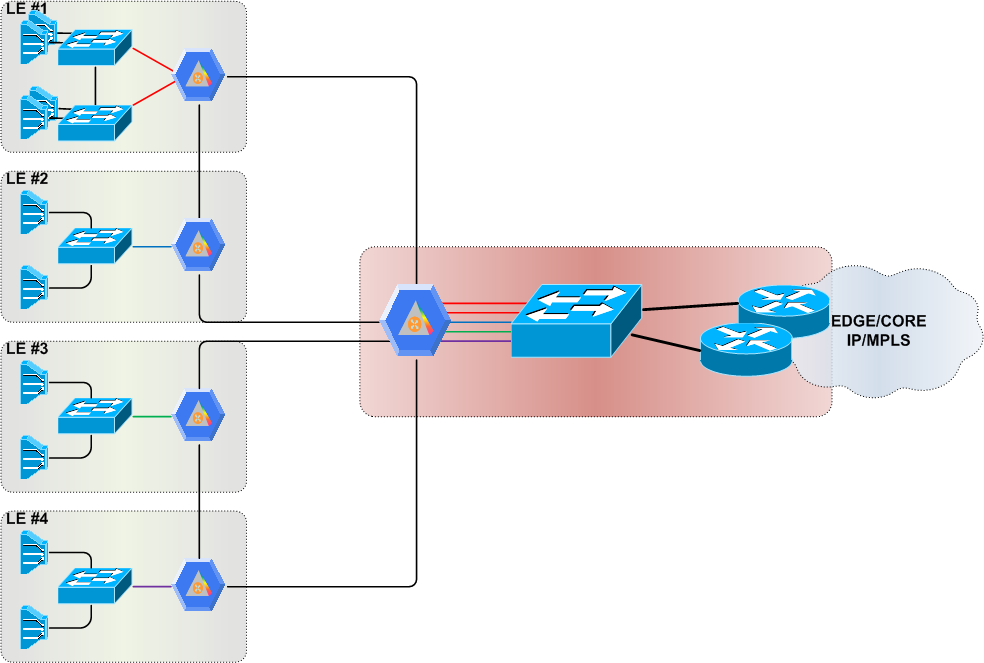 LE #1
LE #2
LE #3
LE #4
EDGE/CORE
IP/MPLS